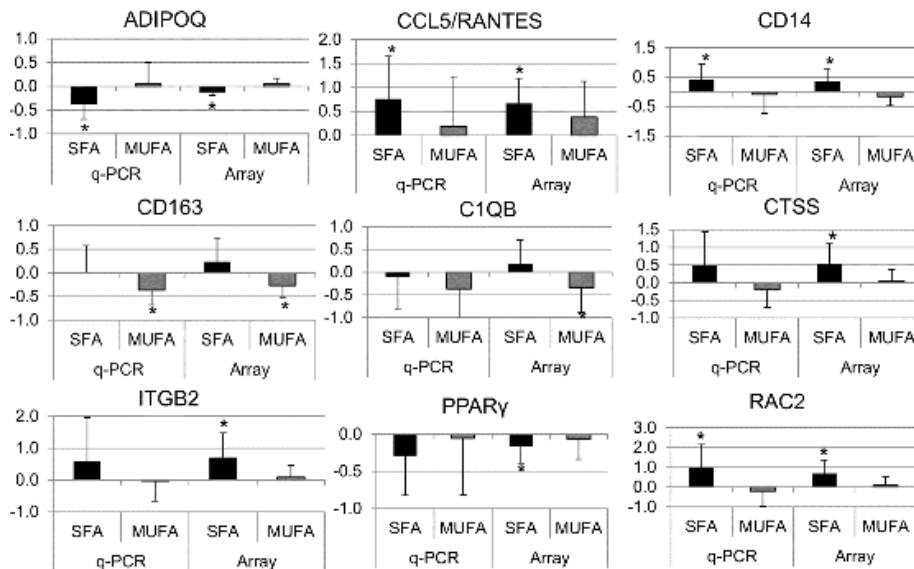 ADIPOQ
1.0
0.5
0.0
-0.5
-1.0
*
*
SFA MUFA SFA MUFA
q-PCR Array
CCL5/RANTES
2.0
1.5
1.0
0.5
0.0
*
*
SFA MUFA SFA MUFA
q-PCR Array
CD14
1.5
0.5
-0.5
-1.5
*
*
SFA MUFA SFA MUFA
q-PCR Array
CD163
1.0
0.5
0.0
-0.5
-1.0
*
*
SFA MUFA SFA MUFA
q-PCR Array
C1QB
1.0
0.5
0.0
-0.5
-1.0
*
SFA MUFA SFA MUFA
q-PCR Array
CTSS
1.5
1.0
0.5
0.0
-0.5
-1.0
*
SFA MUFA SFA MUFA
q-PCR Array
ITGB2
2.0
1.0
0.0
-1.0
*
SFA MUFA SFA MUFA
q-PCR Array
PPARγ
0.0
-0.5
-1.0
*
SFA MUFA SFA MUFA
q-PCR Array
RAC2
3.0
2.0
1.0
0.0
-1.0
*
*
SFA MUFA SFA MUFA
q-PCR Array